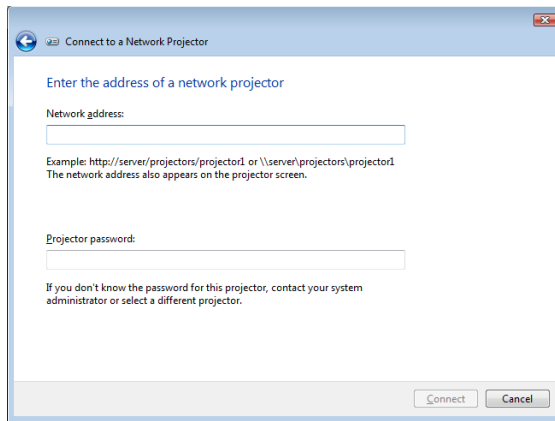 Connect to a Network Projector
Enter the address of a network projector
Network address:
Example: http://server/projectors/projector1 or \\server\projectors\projector1
The network address also appears on the projector screen.
Projector password:
If you don't know the password for this projector, contact your system
administrator or select a different projector.
Connect
Cancel